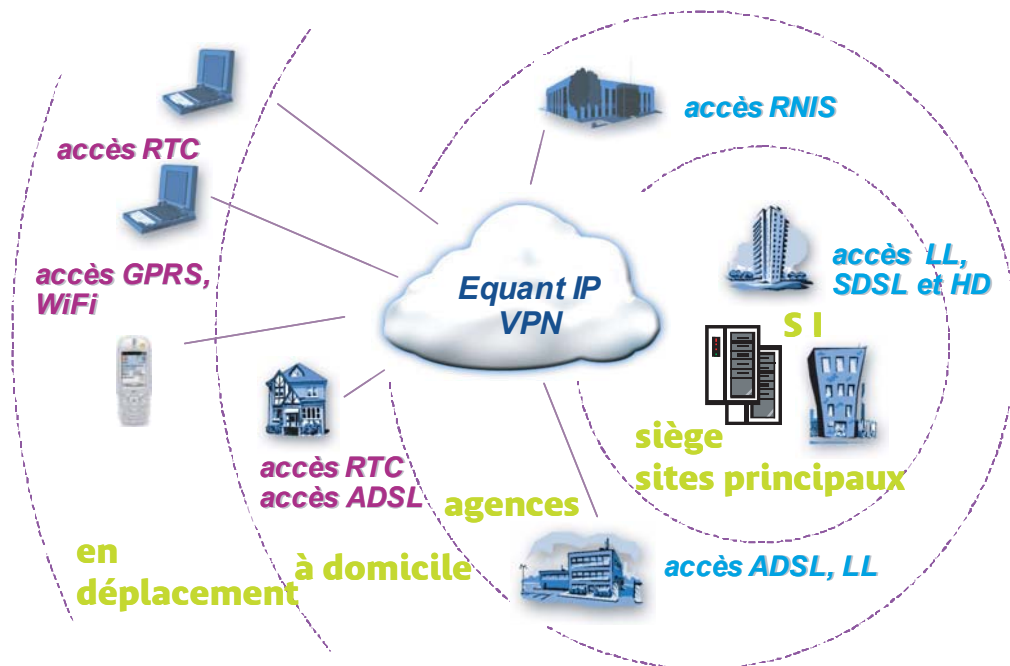 accès RTC
accès RNIS
accès GPRS,
WiFi
Equant IP
VPN
accès LL,
SDSL et HD
S I
siège
sites principaux
accès RTC
accès ADSL
agences
en
déplacement
à domicile
accès ADSL, LL